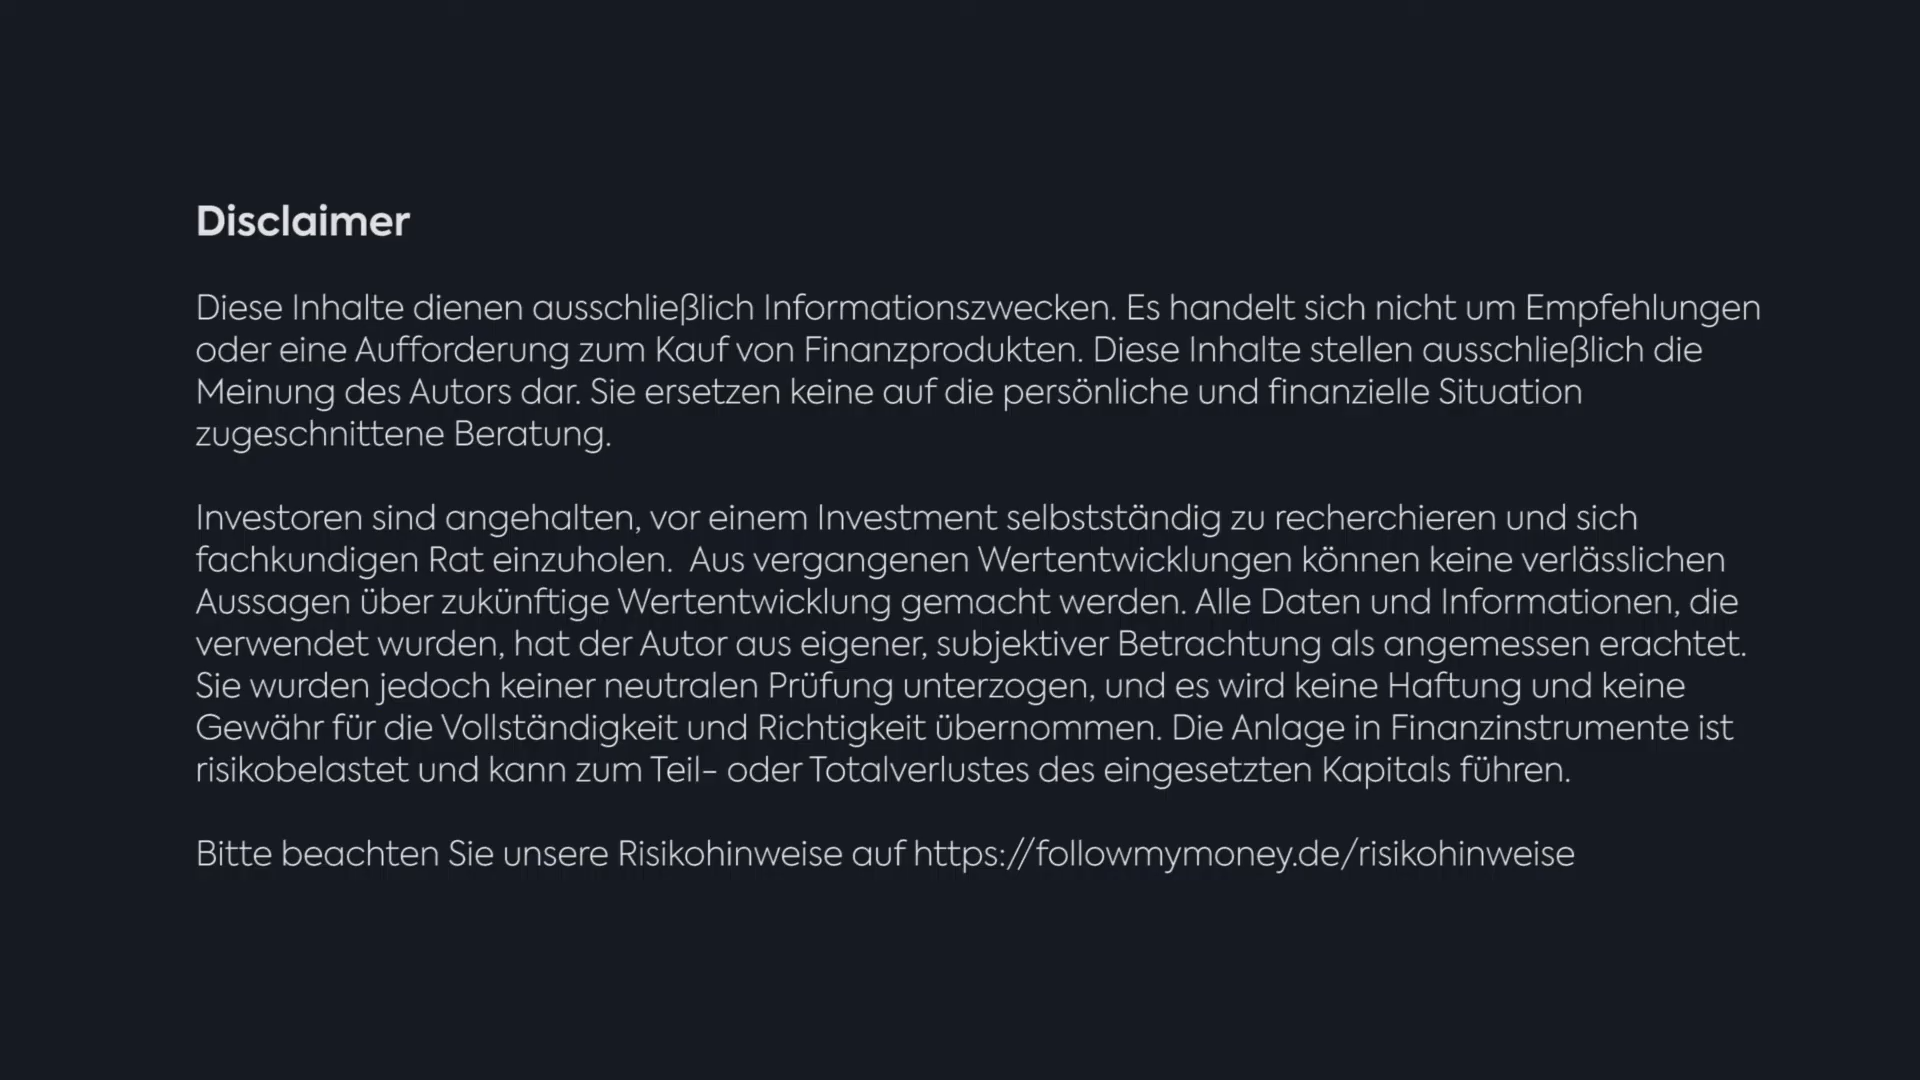 Disclaimer
Diese Inhalte dienen ausschließlich Informationszwecken. Es handelt sich nicht um Empfehlungen
oder eine Aufforderung zum Kauf von Finanzprodukten. Diese Inhalte stellen ausschließlich die
Meinung des Autors dar. Sie ersetzen keine auf die persönliche und finanzielle Situation
zugeschnittene Beratung.
Investoren sind angehalten, vor einem Investment selbstständig zu recherchieren und sich
fachkundigen Rat einzuholen.  Aus vergangenen Wertentwicklungen können keine verlässlichen
Aussagen über zukünftige Wertentwicklung gemacht werden. Alle Daten und Informationen, die
verwendet wurden, hat der Autor aus eigener, subjektiver Betrachtung als angemessen erachtet.
Sie wurden jedoch keiner neutralen Prüfung unterzogen, und es wird keine Haftung und keine
Gewähr für die Vollständigkeit und Richtigkeit übernommen. Die Anlage in Finanzinstrumente ist
risikobelastet und kann zum Teil- oder Totalverlustes des eingesetzten Kapitals führen.
Bitte beachten Sie unsere Risikohinweise auf https://followmymoney.de/risikohinweise